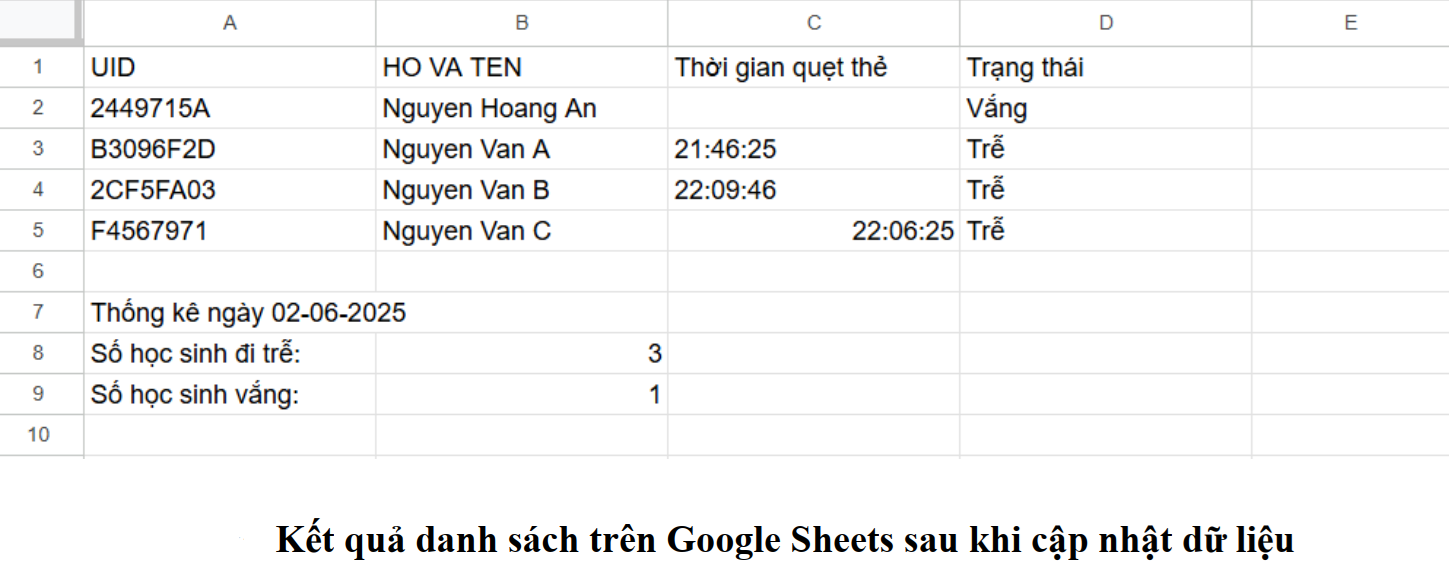 A B C D E
1 UID HO VA TEN Thời gian quẹt thẻ Trạng thái
2 2449715A Nguyen Hoang An Vắng
3 B3096F2D Nguyen Van A 21:46:25 Trễ
4 2CF5FA03 Nguyen Van B 22:09:46 Trễ
5 F4567971 Nguyen Van C 22:06:25 Trễ
6
7 Thống kê ngày 02-06-2025
8 Số học sinh đi trễ: 3
9 Số học sinh vắng: 1
10
Kết quả danh sách trên Google Sheets sau khi cập nhật dữ liệu